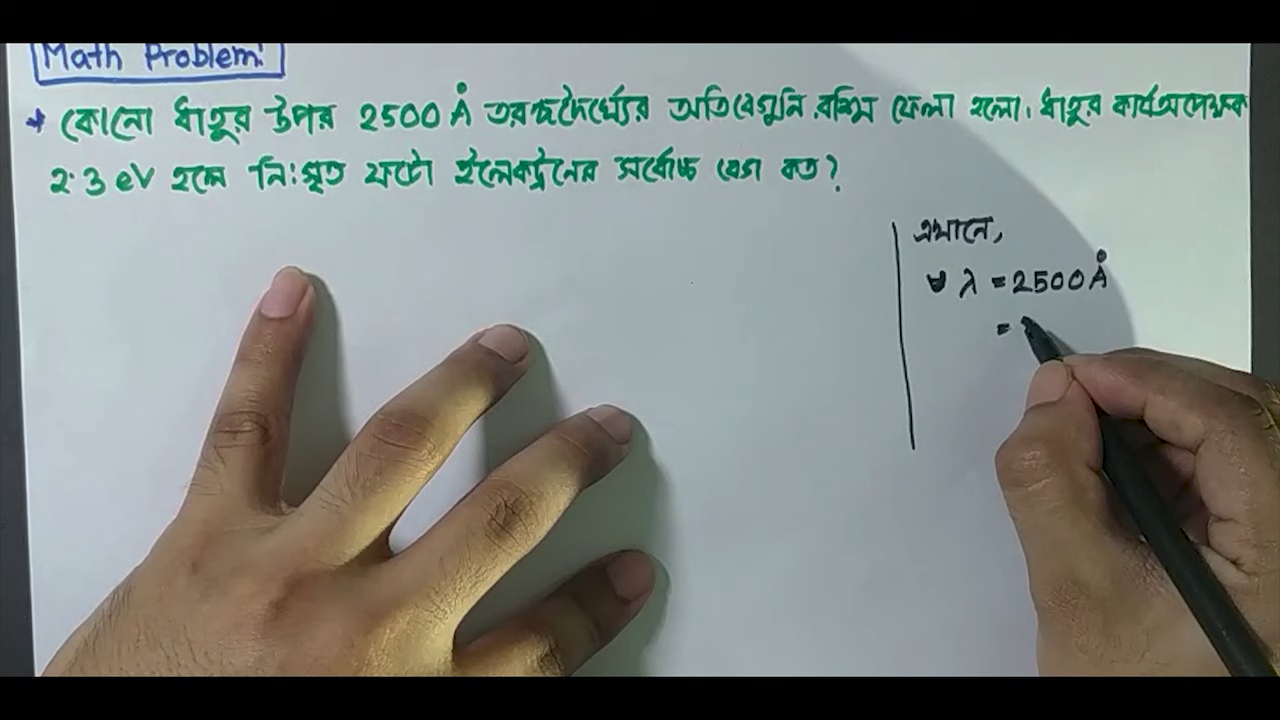 Math Problem!
* কোনো ধাতুর উপর 2500 Å তরঙ্গদৈর্ঘ্যের অতিবেগুনি রশ্মি ফেলা হলো। ধাতুর কার্যঅপেক্ষক
2.3 eV হলে নিঃসৃত ফটো ইলেকট্রনের সর্বোচ্চ বেগ কত?
এখানে,
λ = 2500 Å
=